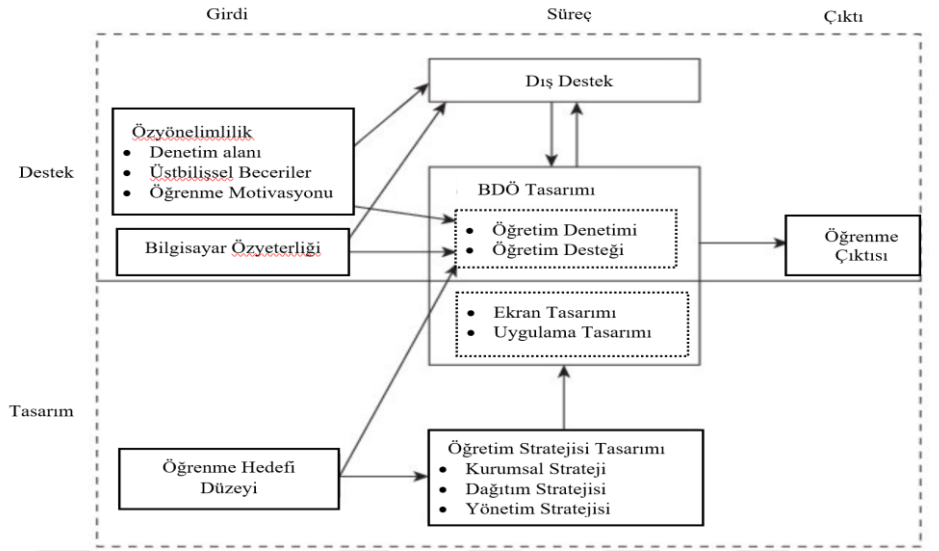 Girdi
Süreç
Çıktı
Destek
Tasarım
Özyönelimlilik
• Denetim alanı
• Üstbilişsel Beceriler
• Öğrenme Motivasyonu
Bilgisayar Özyeterliği
Öğrenme Hedefi
Düzeyi
Dış Destek
BDÖ Tasarımı
• Öğretim Denetimi
• Öğretim Desteği
• Ekran Tasarımı
• Uygulama Tasarımı
Öğretim Stratejisi Tasarımı
• Kurumsal Strateji
• Dağıtım Stratejisi
• Yönetim Stratejisi
Öğrenme
Çıktısı